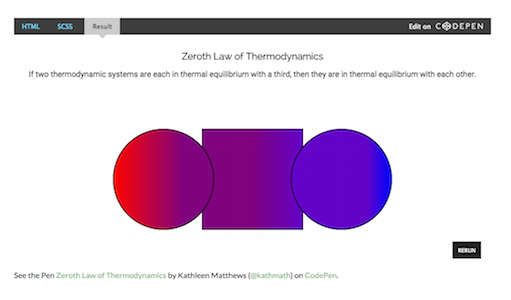 HTML SCSS Result Edit on CODEPEN
Zeroth Law of Thermodynamics
If two thermodynamic systems are each in thermal equilibrium with a third, then they are in thermal equilibrium with each other.
RERUN
See the Pen Zeroth Law of Thermodynamics by Kathleen Matthews (@kathmath) on CodePen.